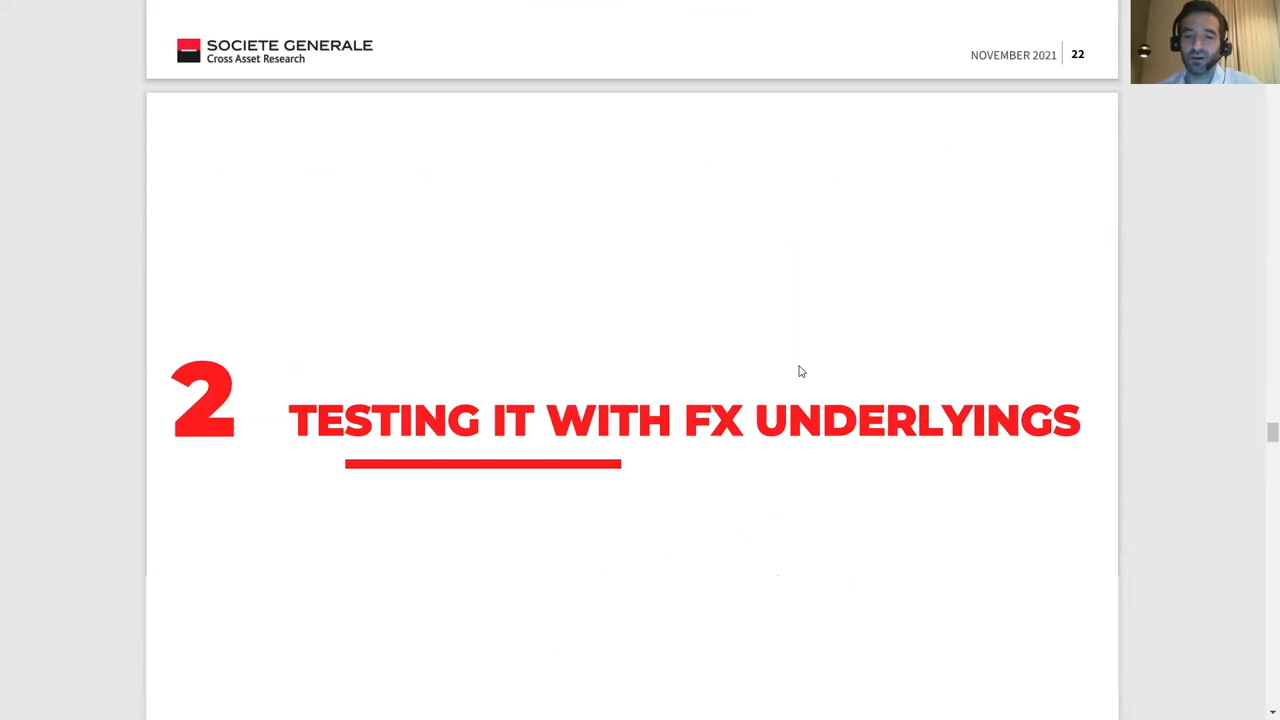 SOCIETE GENERALE
Cross Asset Research
NOVEMBER 2021 22
2 TESTING IT WITH FX UNDERLYINGS